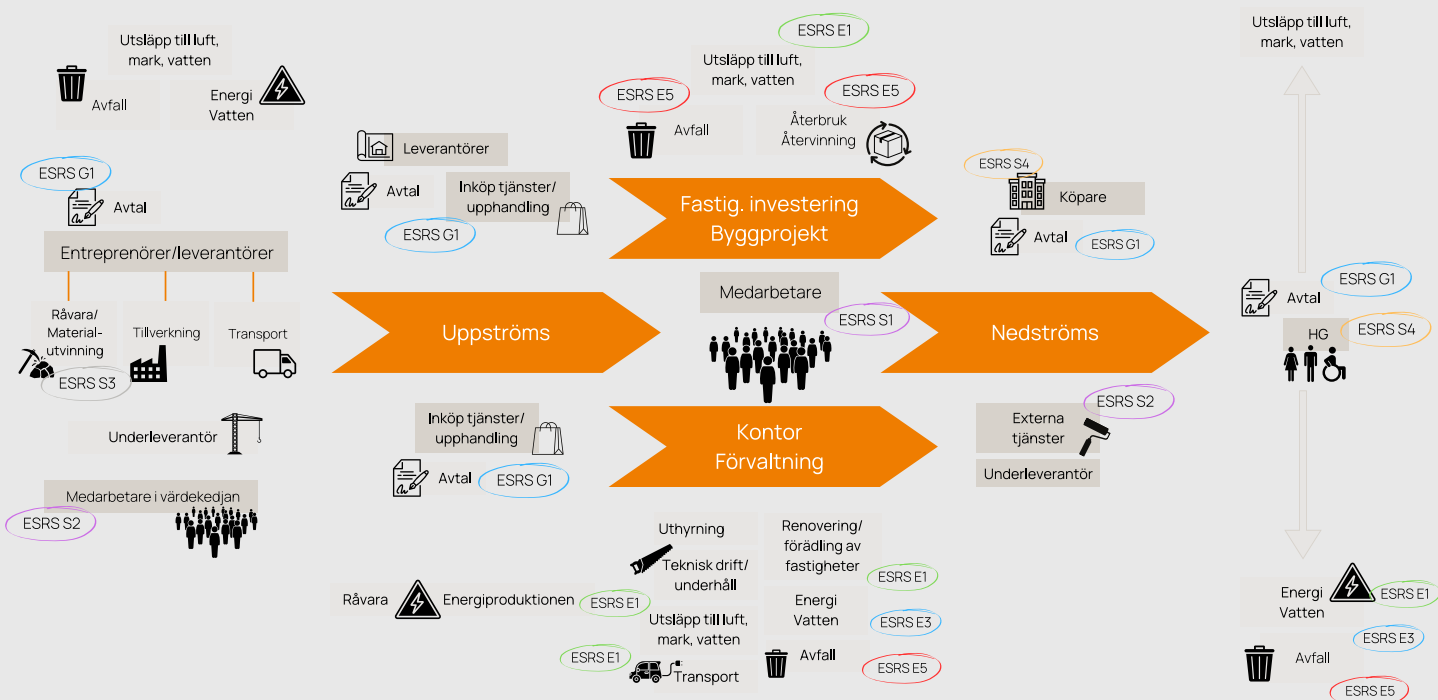 Utsläpp till luft,
mark, vatten
Avfall
Energi
Vatten
ESRS G1
Avtal
Entreprenörer/leverantörer
Råvara/
Material-
utvinning
Tillverkning
Transport
ESRS S3
Underleverantör
Medarbetare i värdekedjan
ESRS S2
Leverantörer
Avtal
Inköp tjänster/
upphandling
ESRS G1
Uppströms
Inköp tjänster/
upphandling
Avtal
ESRS G1
ESRS E1
Utsläpp till luft,
mark, vatten
ESRS E5
ESRS E5
Avfall
Återbruk
Återvinning
Fastig. investering
Byggprojekt
Medarbetare
ESRS S1
Kontor
Förvaltning
Råvara
Energiproduktionen
ESRS E1
Uthyrning
Teknisk drift/
underhåll
Utsläpp till luft,
mark, vatten
ESRS E1
Transport
Renovering/
förädling av
fastigheter
ESRS E1
Energi
Vatten
ESRS E3
Avfall
ESRS E5
ESRS S4
Köpare
Avtal
ESRS G1
Nedströms
ESRS S2
Externa
tjänster
Underleverantör
Utsläpp till luft,
mark, vatten
ESRS G1
Avtal
ESRS S4
HG
Energi
Vatten
ESRS E1
ESRS E3
Avfall
ESRS E5